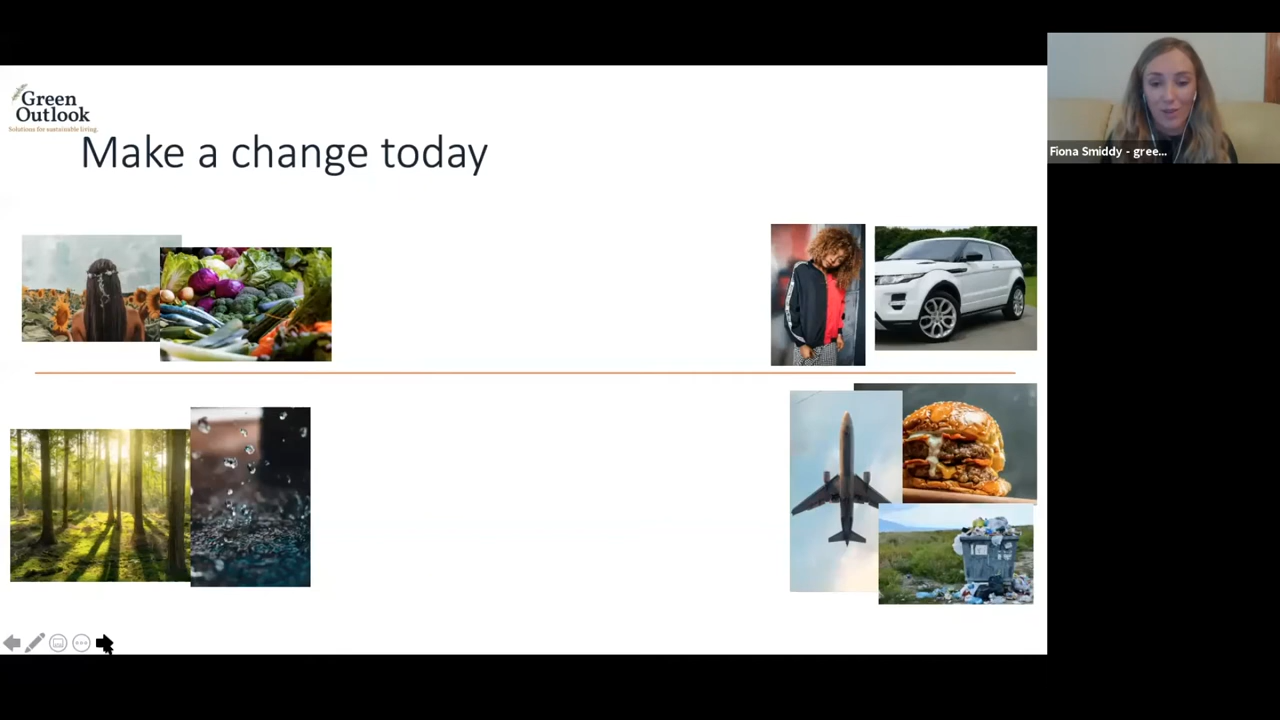 Green
Outlook
Solutions for sustainable living.
Make a change today
Fiona Smiddy - gree...